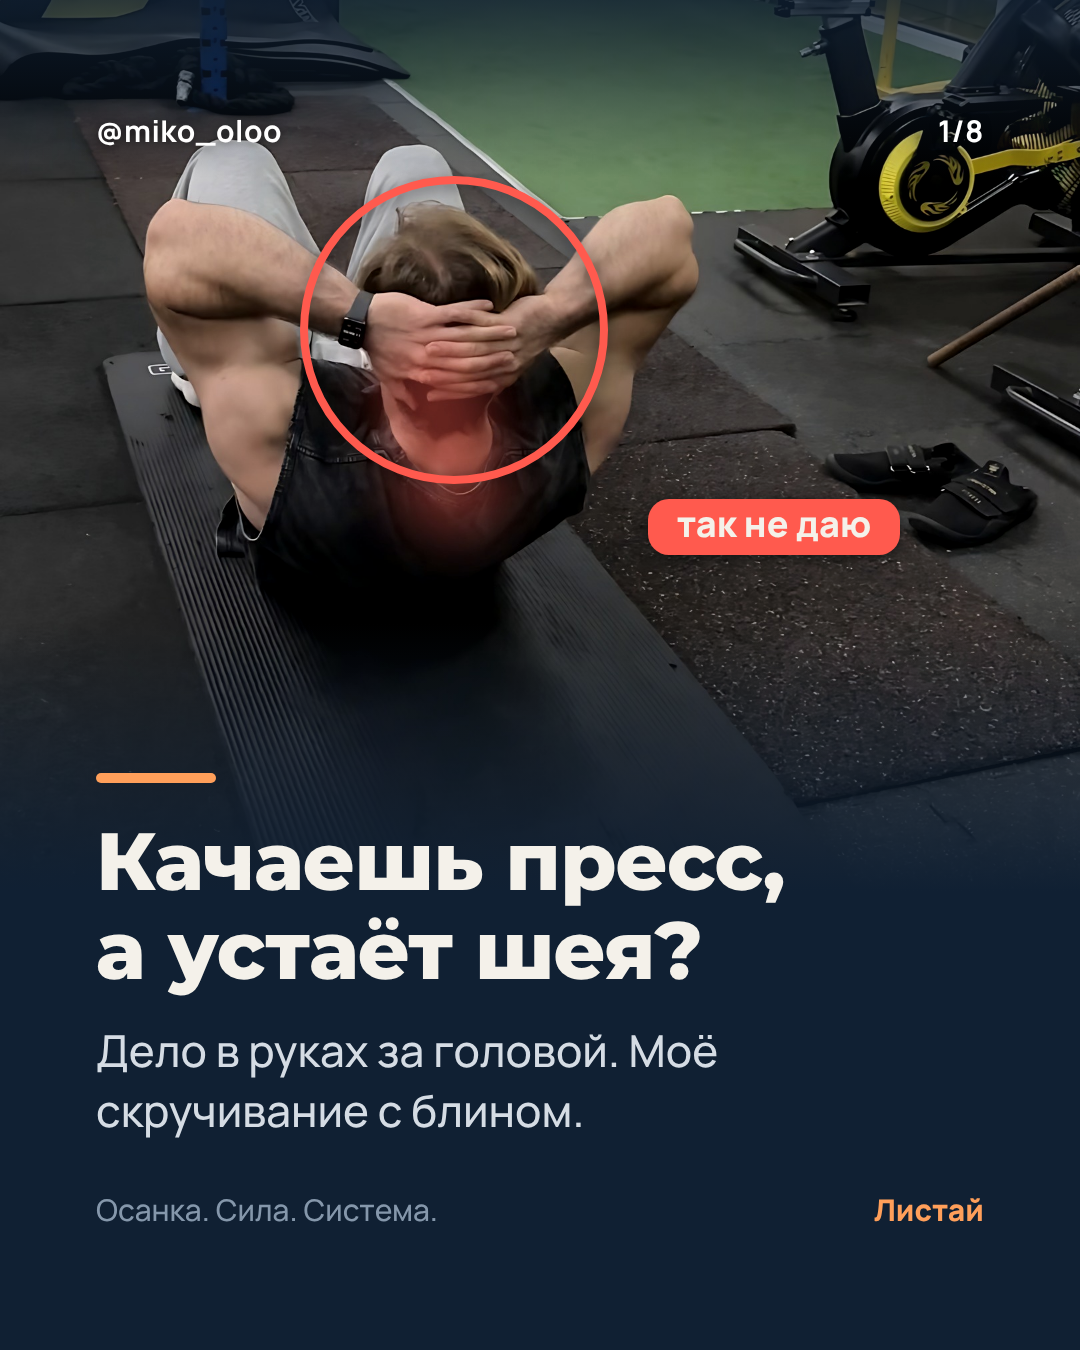 @miko_oloo
1/8
так не даю
Качаешь пресс,
а устаёт шея?
Дело в руках за головой. Моё
скручивание с блином.
Осанка. Сила. Система.
Листай